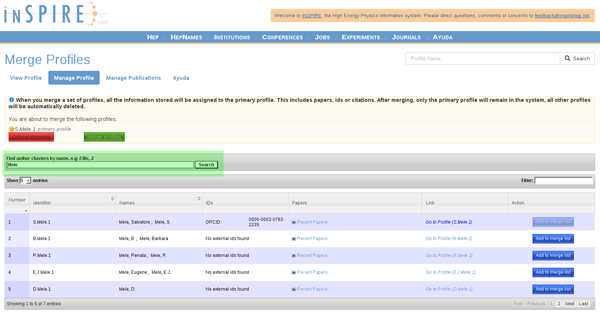 inSPIRE HEP
Welcome to INSPIRE, the High Energy Physics information system. Please direct questions, comments or concerns to feedback@inspirehep.net.
HEP :: HEPNAMES :: INSTITUTIONS :: CONFERENCES :: JOBS :: EXPERIMENTS :: JOURNALS :: AYUDA
Merge Profiles
Profile Name Search
View Profile Manage Profile Manage Publications Ayuda
When you merge a set of profiles, all the information stored will be assigned to the primary profile. This includes papers, ids or citations. After merging, only the primary profile will remain in the system, all other profiles will be automatically deleted.
You are about to merge the following profiles:
S.Mele.1 primary profile
Merge profiles
Find author clusters by name. e.g: Ellis, J:
Mele Search
Show 5 entries Filter:
Number Identifier Names IDs Papers Link Action
1 S.Mele.1 Mele, Salvatore ; Mele, S. ORCID: 0000-0003-0762-2235 Recent Papers Go to Profile (S.Mele.1) Add to merge list
2 B.Mele.1 Mele, B. ; Mele, Barbara No external ids found Recent Papers Go to Profile (B.Mele.1) Add to merge list
3 R.Mele.1 Mele, Renata ; Mele, R. No external ids found Recent Papers Go to Profile (R.Mele.1) Add to merge list
4 E.J.Mele.1 Mele, Eugene ; Mele, E.J. No external ids found Recent Papers Go to Profile (E.J.Mele.1) Add to merge list
5 D.Mele.1 Mele, D. No external ids found Recent Papers Go to Profile (D.Mele.1) Add to merge list
Showing 1 to 5 of 7 entries First Previous 1 2 Next Last